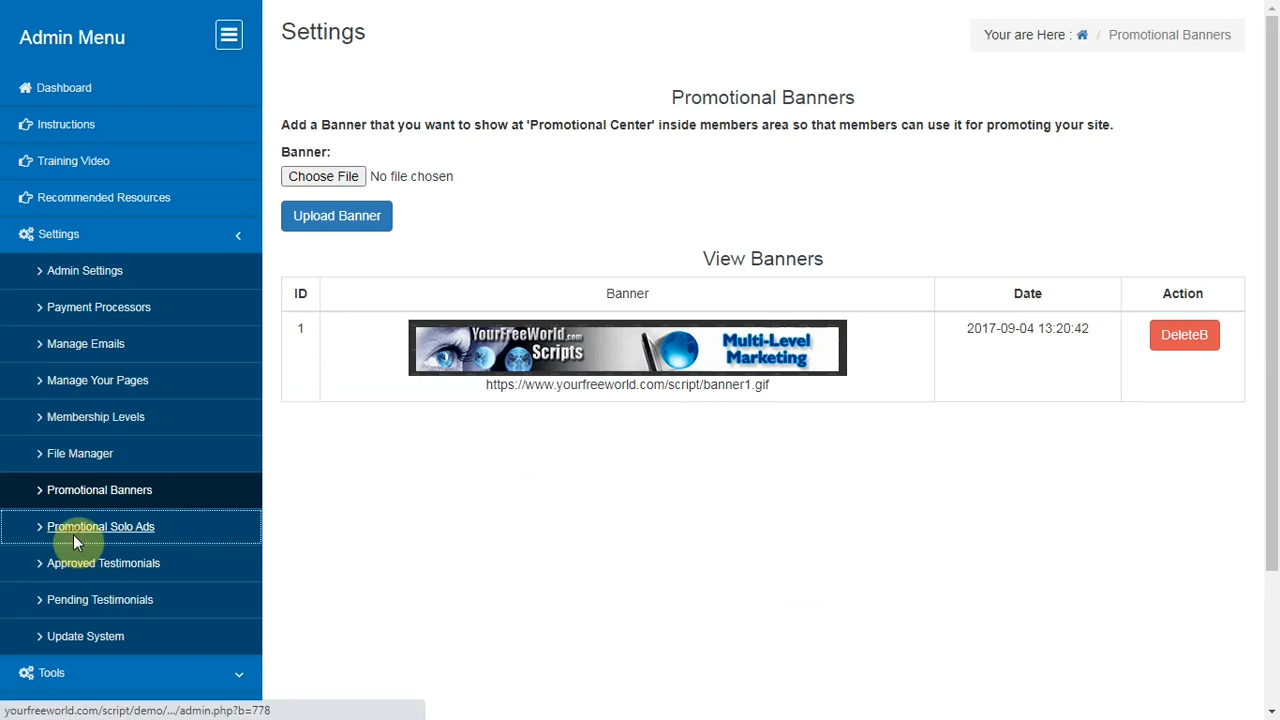 Admin Menu
Dashboard
Instructions
Training Video
Recommended Resources
Settings
Admin Settings
Payment Processors
Manage Emails
Manage Your Pages
Membership Levels
File Manager
Promotional Banners
Promotional Solo Ads
Approved Testimonials
Pending Testimonials
Update System
Tools
Settings
Your are Here : / Promotional Banners
Promotional Banners
Add a Banner that you want to show at 'Promotional Center' inside members area so that members can use it for promoting your site.
Banner:
Choose File No file chosen
Upload Banner
View Banners
ID Banner Date Action
1 2017-09-04 13:20:42 DeleteB
YourFreeWorld.com
Scripts
Multi-Level
Marketing
https://www.yourfreeworld.com/script/banner1.gif
yourfreeworld.com/script/demo/.../admin.php?b=778